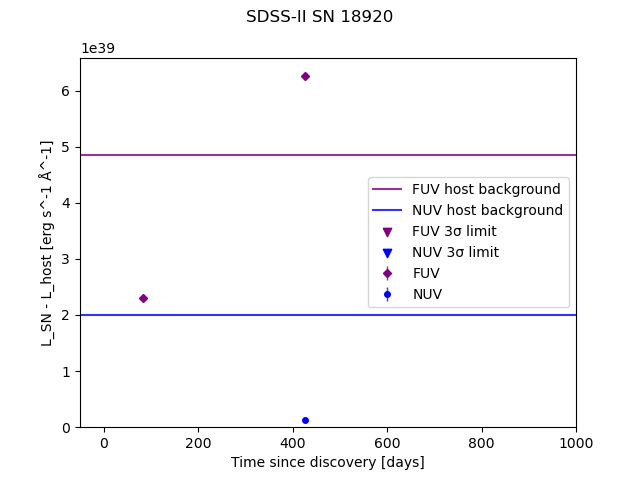 SDSS-II SN 18920
1e39
L_SN - L_host [erg s^-1 Å^-1]
6
5
4
3
2
1
0
FUV host background
NUV host background
FUV 3σ limit
NUV 3σ limit
FUV
NUV
0 200 400 600 800 1000
Time since discovery [days]